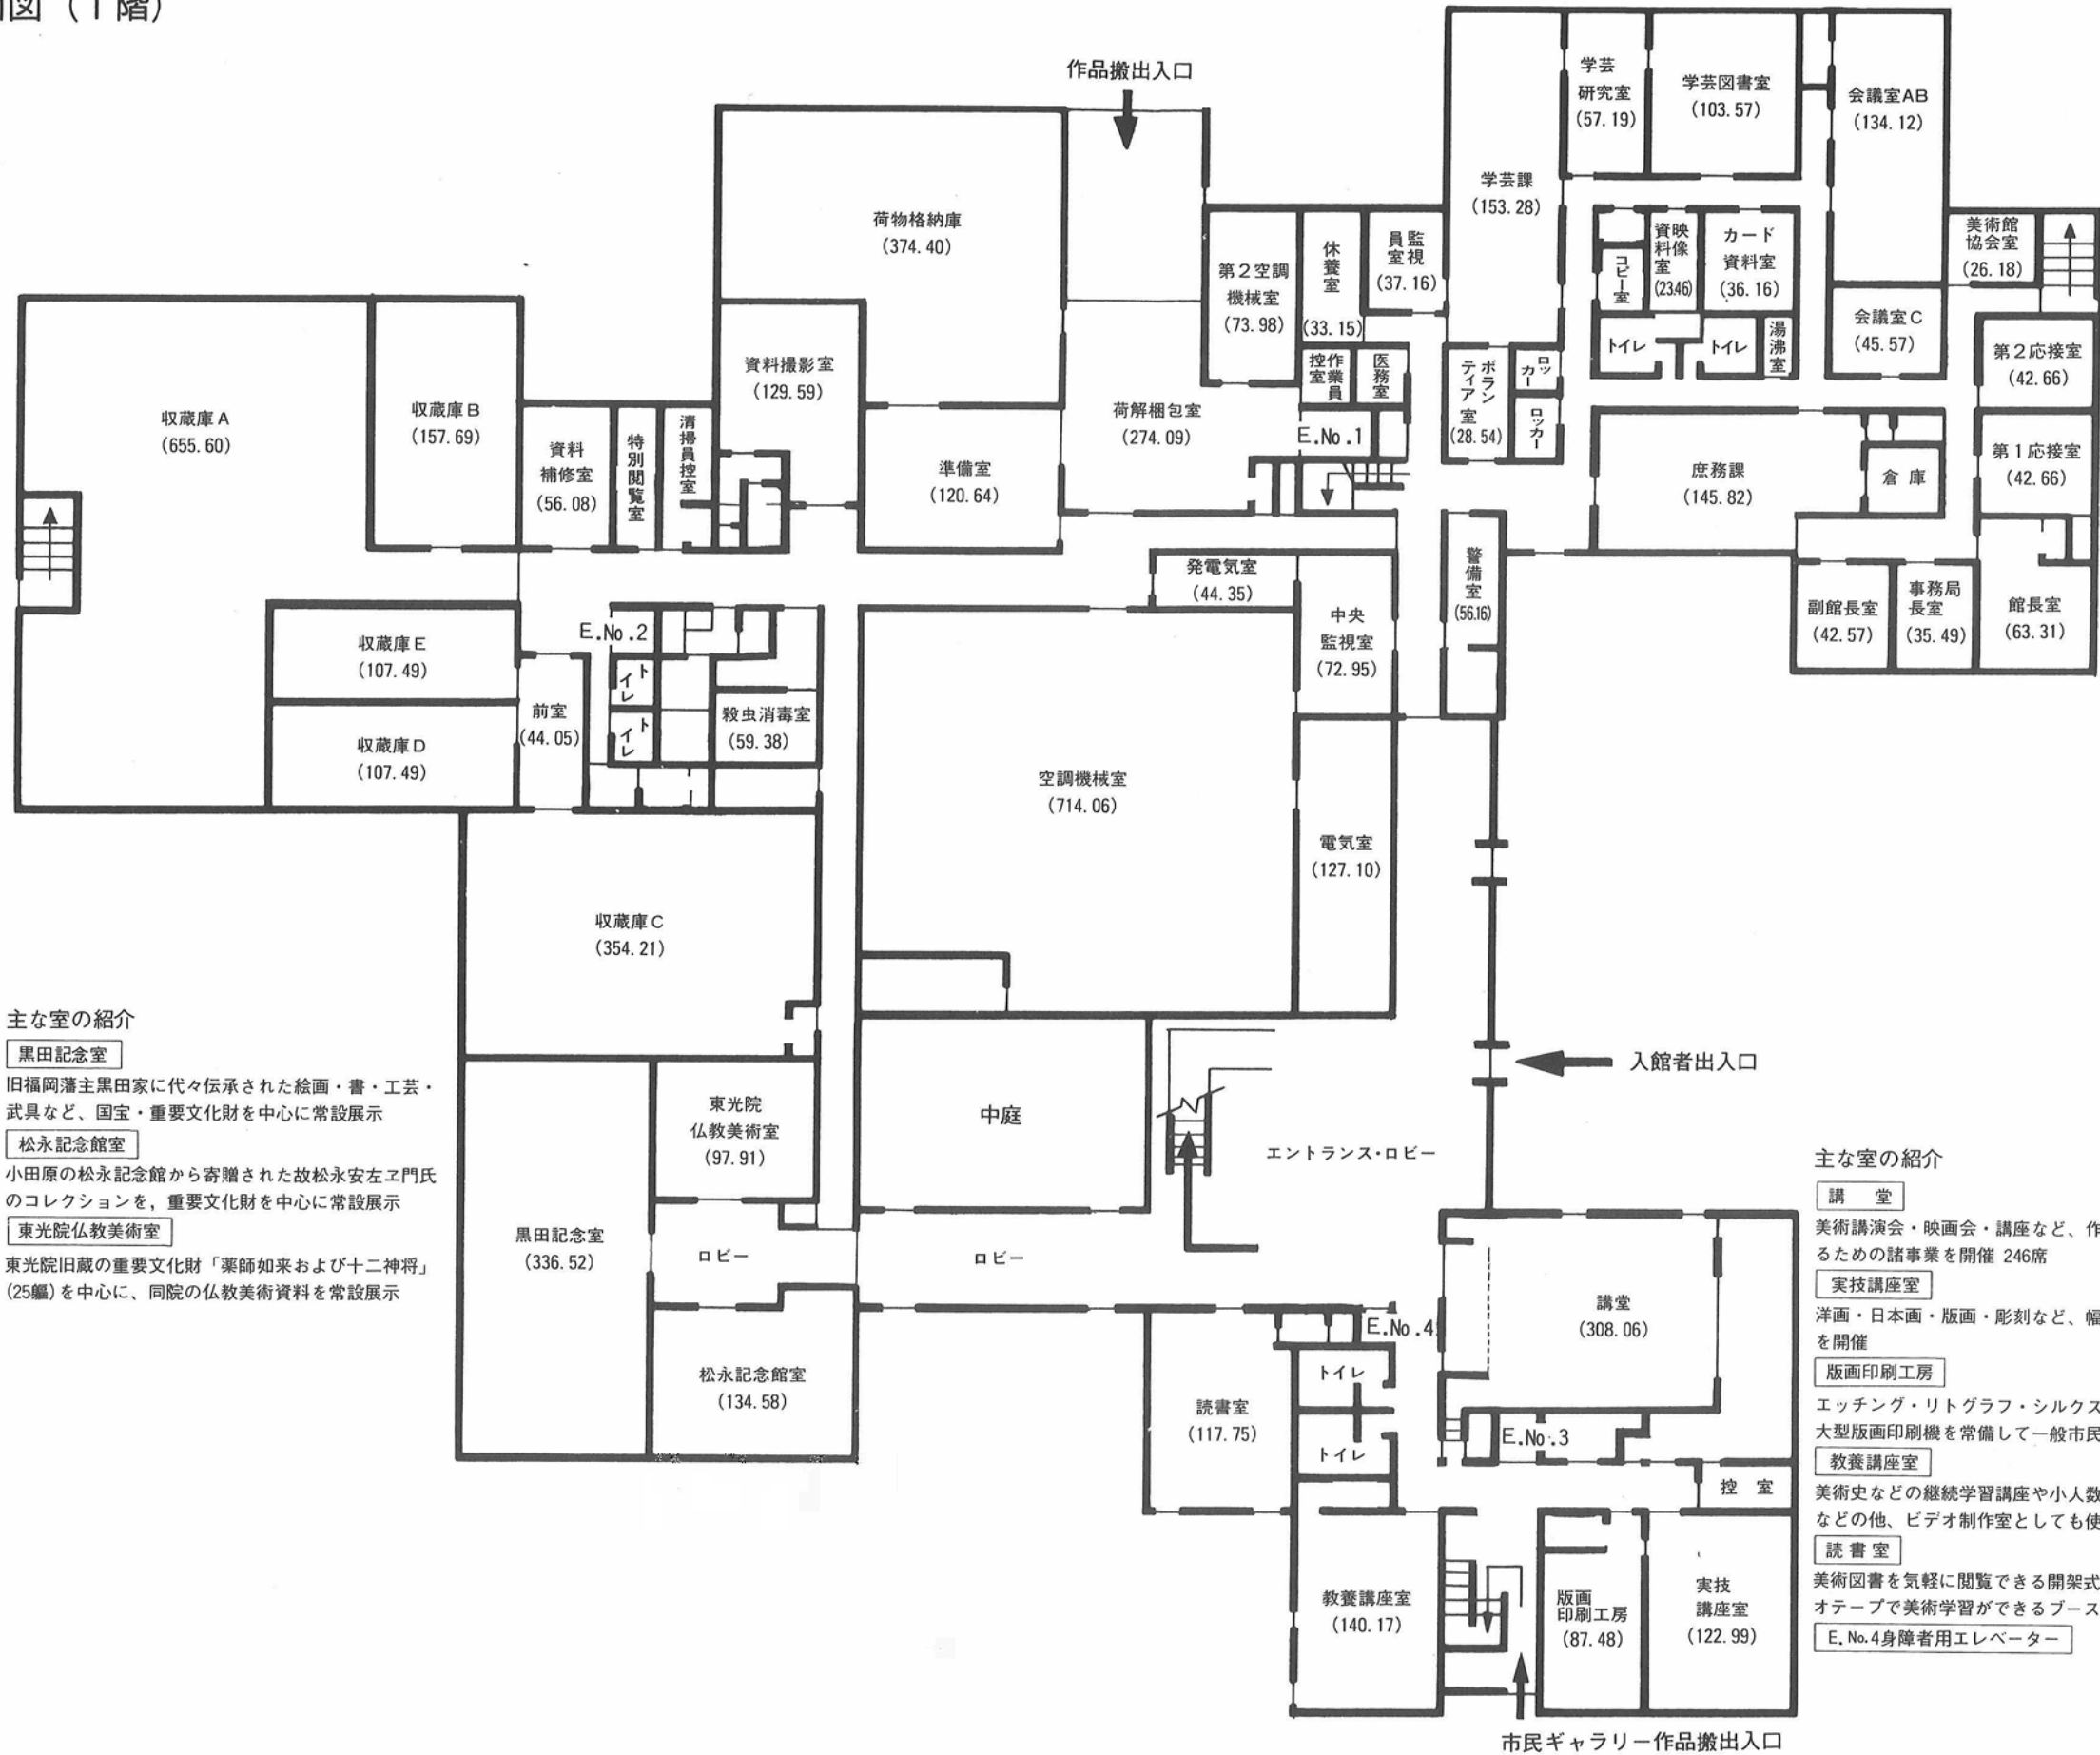 図（1階）
作品搬出入口
学芸
研究室
(57.19)
学芸図書室
(103.57)
会議室AB
(134.12)
学芸課
(153.28)
荷物格納庫
(374.40)
第2空調
機械室
(73.98)
休養室
(33.15)
監視員室
(37.16)
コピー室
映像資料室
(23.46)
カード
資料室
(36.16)
美術館
協会室
(26.18)
トイレ
トイレ
湯沸室
会議室C
(45.57)
第2応接室
(42.66)
収蔵庫A
(655.60)
収蔵庫B
(157.69)
資料
補修室
(56.08)
特別閲覧室
清掃員控室
資料撮影室
(129.59)
準備室
(120.64)
荷解梱包室
(274.09)
作業員控室
医務室
E.No.1
ボランティア室
(28.54)
ロッカー
ロッカー
庶務課
(145.82)
倉庫
第1応接室
(42.66)
発電気室
(44.35)
中央
監視室
(72.95)
警備室
(56.16)
副館長室
(42.57)
事務局
長室
(35.49)
館長室
(63.31)
収蔵庫E
(107.49)
収蔵庫D
(107.49)
前室
(44.05)
E.No.2
トイレ
トイレ
殺虫消毒室
(59.38)
空調機械室
(714.06)
電気室
(127.10)
収蔵庫C
(354.21)
主な室の紹介
黒田記念室
旧福岡藩主黒田家に代々伝承された絵画・書・工芸・
武具など、国宝・重要文化財を中心に常設展示
松永記念館室
小田原の松永記念館から寄贈された故松永安左ヱ門氏
のコレクションを，重要文化財を中心に常設展示
東光院仏教美術室
東光院旧蔵の重要文化財「薬師如来および十二神将」
(25軀)を中心に、同院の仏教美術資料を常設展示
東光院
仏教美術室
(97.91)
中庭
エントランス・ロビー
入館者出入口
黒田記念室
(336.52)
ロビー
ロビー
松永記念館室
(134.58)
読書室
(117.75)
E.No.4
トイレ
トイレ
講堂
(308.06)
E.No.3
控室
教養講座室
(140.17)
版画
印刷工房
(87.48)
実技
講座室
(122.99)
市民ギャラリー作品搬出入口
主な室の紹介
講堂
美術講演会・映画会・講座など、作
るための諸事業を開催 246席
実技講座室
洋画・日本画・版画・彫刻など、幅
を開催
版画印刷工房
エッチング・リトグラフ・シルクス
大型版画印刷機を常備して一般市民
教養講座室
美術史などの継続学習講座や小人数
などの他、ビデオ制作室としても使
読書室
美術図書を気軽に閲覧できる開架式
オテープで美術学習ができるブース
E.No.4身障者用エレベーター